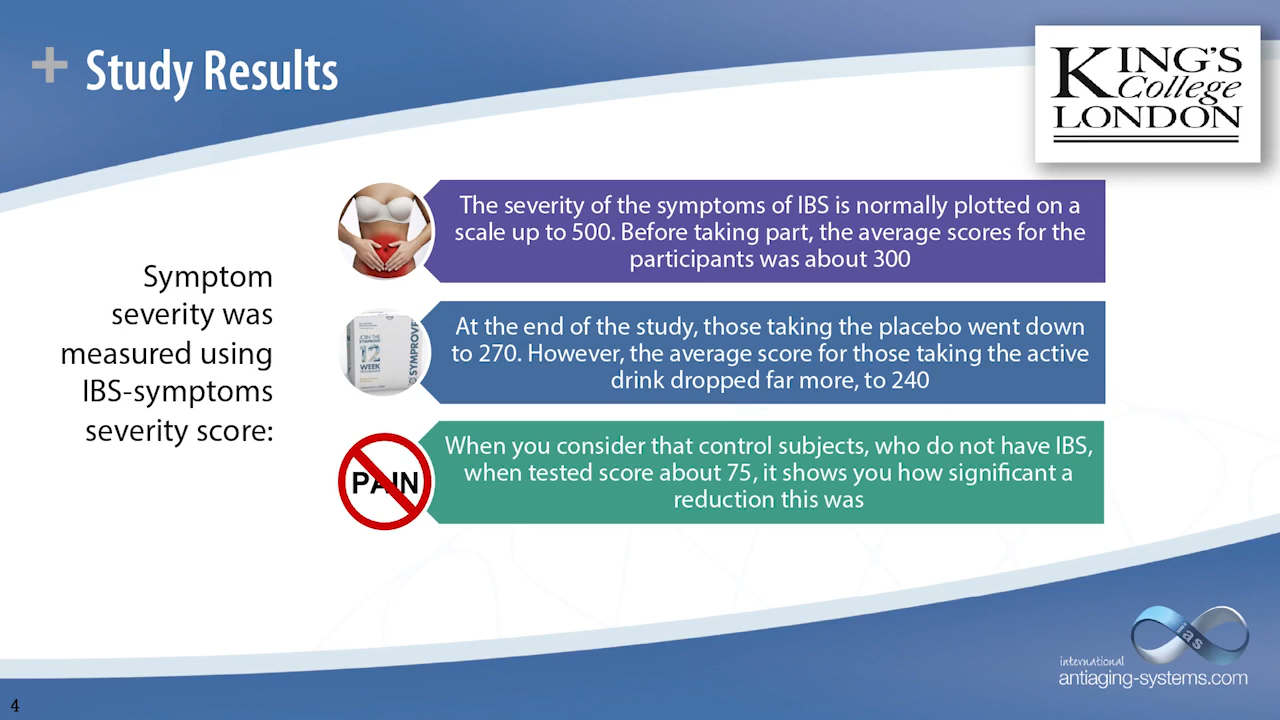 + Study Results
KING'S
College
LONDON
Symptom
severity was
measured using
IBS-symptoms
severity score:
The severity of the symptoms of IBS is normally plotted on a
scale up to 500. Before taking part, the average scores for the
participants was about 300
12
WEEK
SYMPROVE
At the end of the study, those taking the placebo went down
to 270. However, the average score for those taking the active
drink dropped far more, to 240
PAIN
When you consider that control subjects, who do not have IBS,
when tested score about 75, it shows you how significant a
reduction this was
ias
international
antiaging-systems.com
4